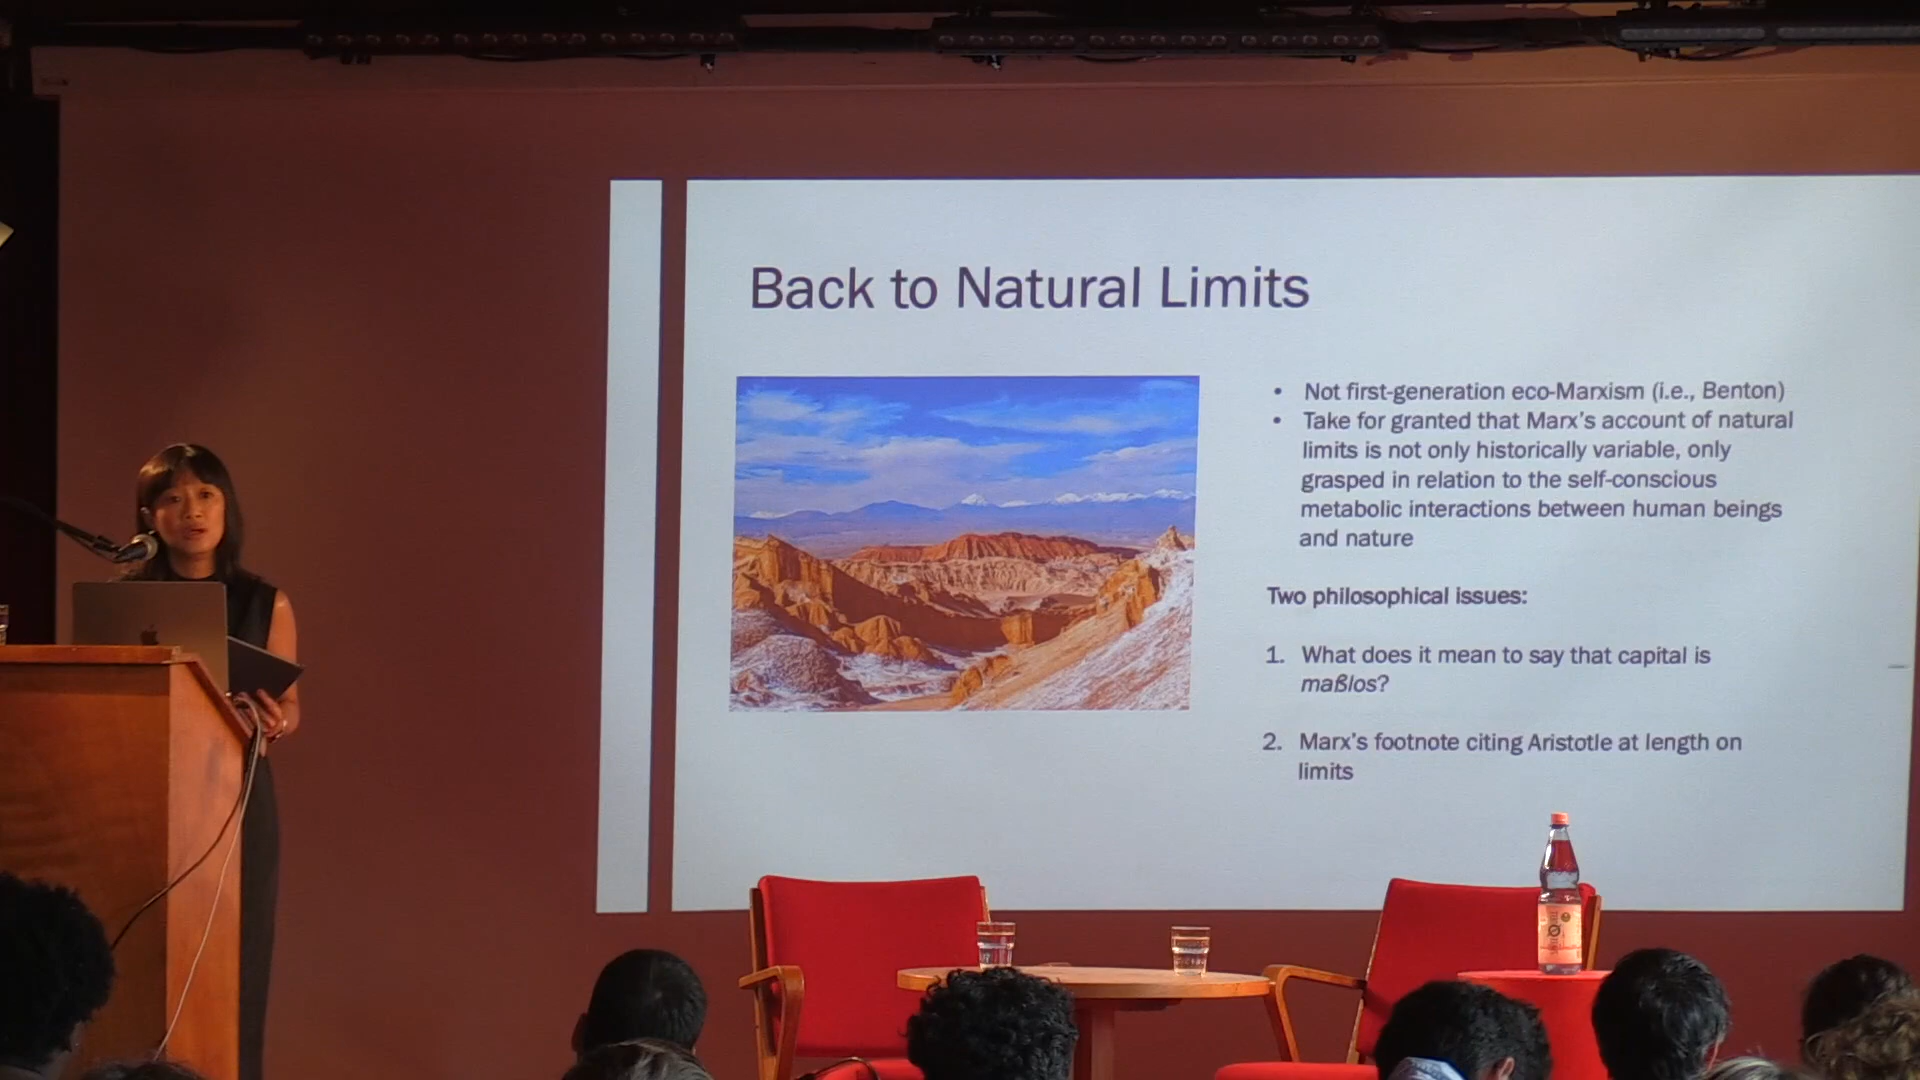 Back to Natural Limits
• Not first-generation eco-Marxism (i.e., Benton)
• Take for granted that Marx's account of natural
limits is not only historically variable, only
grasped in relation to the self-conscious
metabolic interactions between human beings
and nature
Two philosophical issues:
1. What does it mean to say that capital is
maßlos?
2. Marx's footnote citing Aristotle at length on
limits